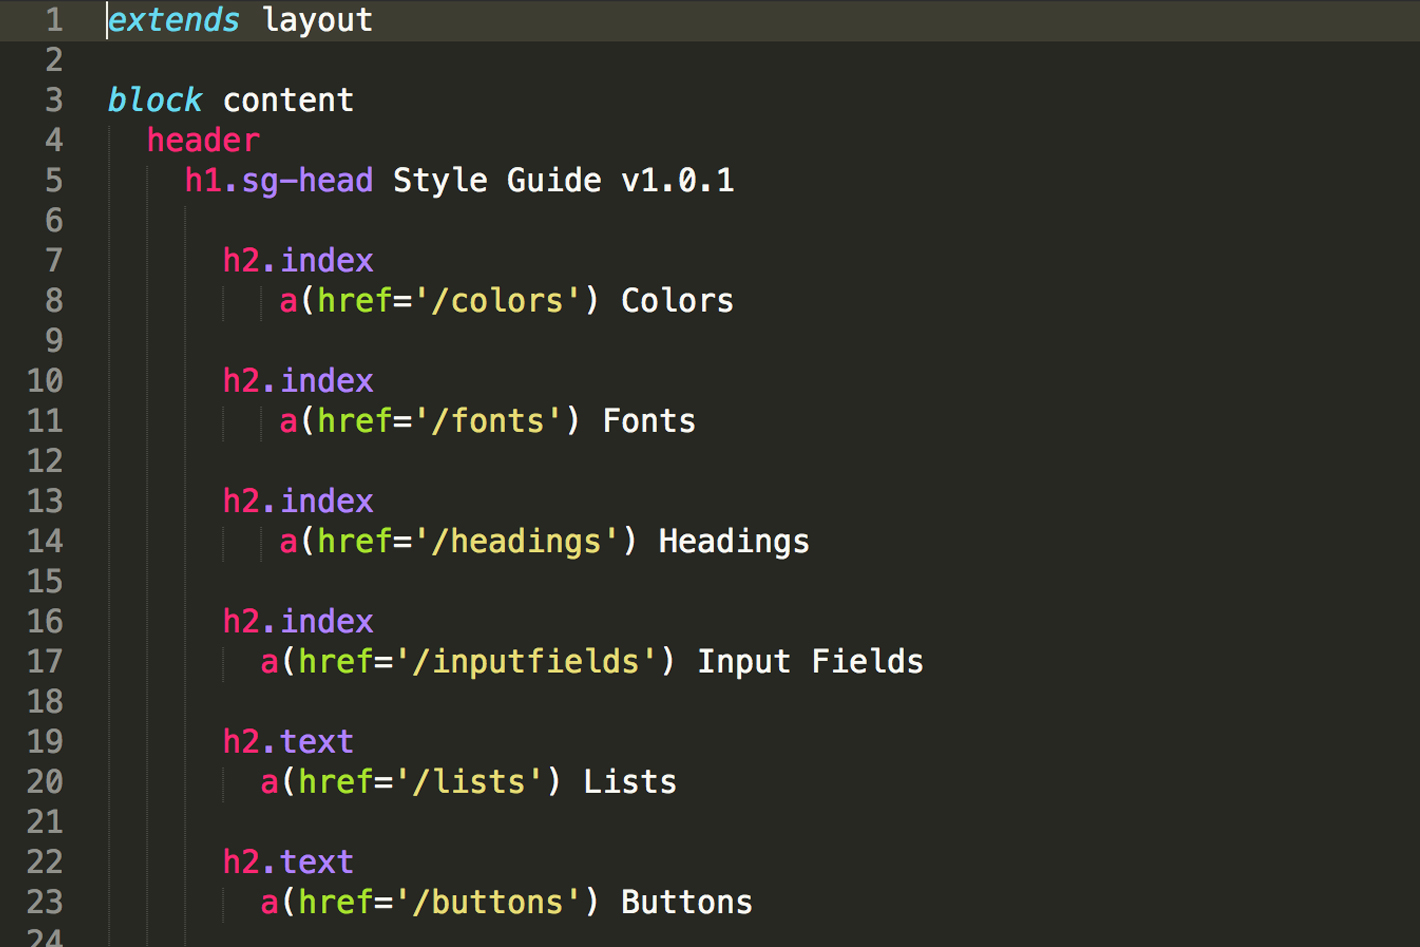 1 extends layout
2
3 block content
4 header
5 h1.sg-head Style Guide v1.0.1
6
7 h2.index
8 a(href='/colors') Colors
9
10 h2.index
11 a(href='/fonts') Fonts
12
13 h2.index
14 a(href='/headings') Headings
15
16 h2.index
17 a(href='/inputfields') Input Fields
18
19 h2.text
20 a(href='/lists') Lists
21
22 h2.text
23 a(href='/buttons') Buttons
24